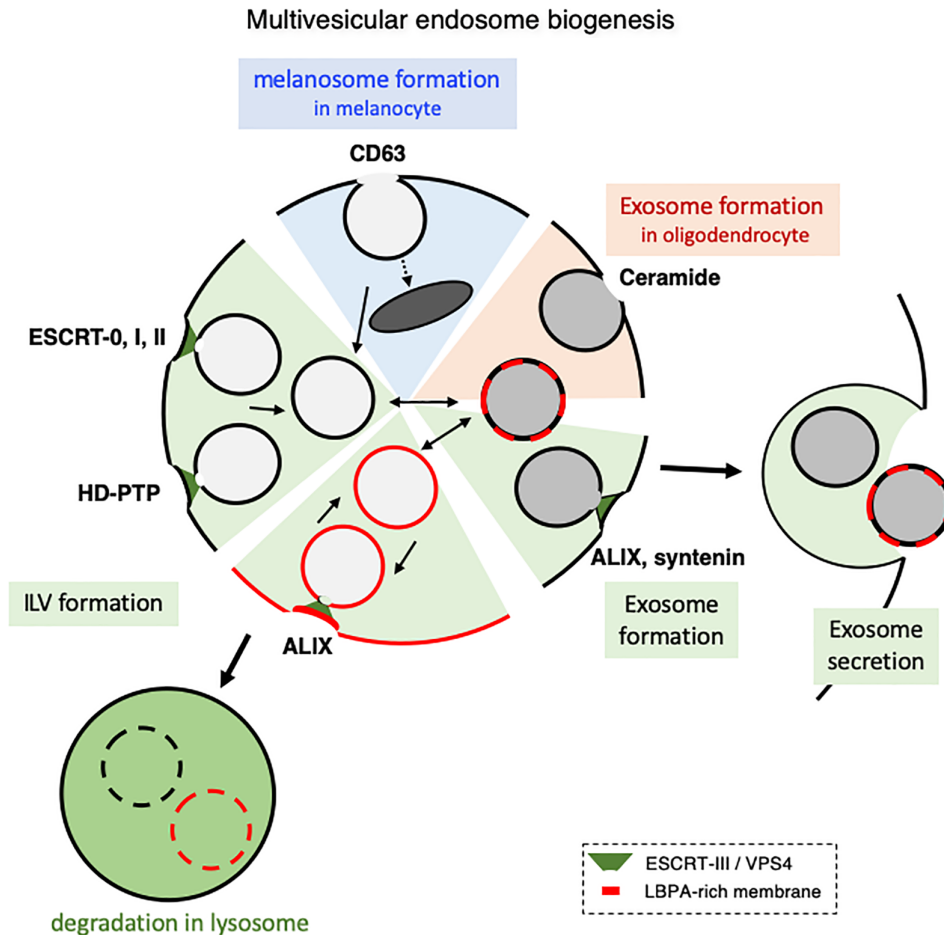 Multivesicular endosome biogenesis
melanosome formation
in melanocyte
CD63
Exosome formation
in oligodendrocyte
Ceramide
ESCRT-0, I, II
HD-PTP
ALIX, syntenin
ILV formation
ALIX
Exosome
formation
Exosome
secretion
degradation in lysosome
ESCRT-III / VPS4
LBPA-rich membrane